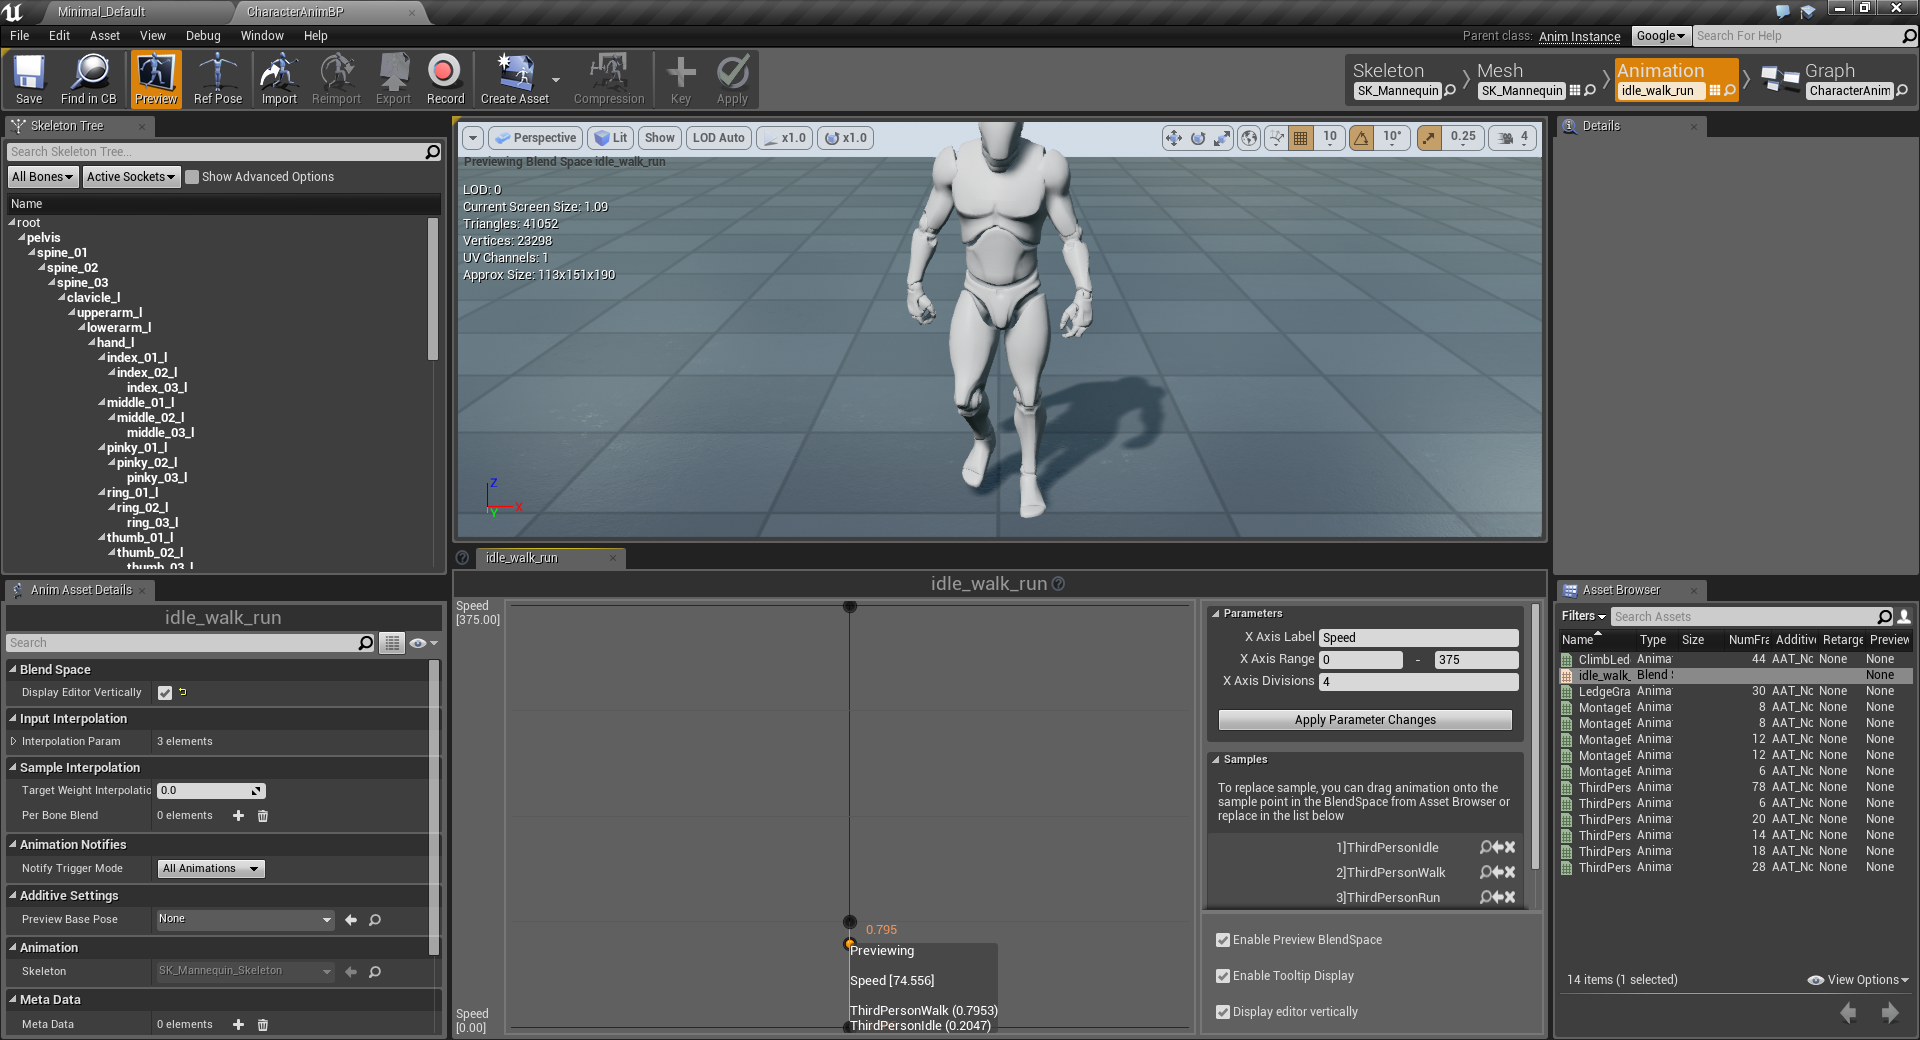 Minimal_Default
CharacterAnimBP
File Edit Asset View Debug Window Help
Parent class: Anim Instance
Google
Search For Help
Save
Find in CB
Preview
Ref Pose
Import
Reimport
Export
Record
Create Asset
Compression
Key
Apply
Skeleton
SK_Mannequin
Mesh
SK_Mannequin
Animation
idle_walk_run
Graph
CharacterAnim
Skeleton Tree
Search Skeleton Tree...
All Bones
Active Sockets
Show Advanced Options
Name
root
pelvis
spine_01
spine_02
spine_03
clavicle_l
upperarm_l
lowerarm_l
hand_l
index_01_l
index_02_l
index_03_l
middle_01_l
middle_02_l
middle_03_l
pinky_01_l
pinky_02_l
pinky_03_l
ring_01_l
ring_02_l
ring_03_l
thumb_01_l
thumb_02_l
thumb_03_l
Perspective
Lit
Show
LOD Auto
x1.0
x1.0
10
10°
0.25
4
Previewing Blend Space idle_walk_run
LOD: 0
Current Screen Size: 1.09
Triangles: 41052
Vertices: 23298
UV Channels: 1
Approx Size: 113x151x190
Z
X
Y
Details
Anim Asset Details
idle_walk_run
Search
Blend Space
Display Editor Vertically
Input Interpolation
Interpolation Param 3 elements
Sample Interpolation
Target Weight Interpolatio 0.0
Per Bone Blend 0 elements
Animation Notifies
Notify Trigger Mode All Animations
Additive Settings
Preview Base Pose None
Animation
Skeleton SK_Mannequin_Skeleton
Meta Data
Meta Data 0 elements
idle_walk_run
idle_walk_run
Speed
[375.00]
0.795
Previewing
Speed [74.556]
ThirdPersonWalk (0.7953)
ThirdPersonIdle (0.2047)
Speed
[0.00]
Parameters
X Axis Label Speed
X Axis Range 0 - 375
X Axis Divisions 4
Apply Parameter Changes
Samples
To replace sample, you can drag animation onto the
sample point in the BlendSpace from Asset Browser or
replace in the list below
1]ThirdPersonIdle
2]ThirdPersonWalk
3]ThirdPersonRun
Enable Preview BlendSpace
Enable Tooltip Display
Display editor vertically
Asset Browser
Filters
Search Assets
Name Type Size NumFra Additive Retarge Preview
ClimbLed Anima 44 AAT_Nc None None
idle_walk_ Blend S None
LedgeGra Anima 30 AAT_Nc None None
MontageE Anima 8 AAT_Nc None None
MontageE Anima 8 AAT_Nc None None
MontageE Anima 12 AAT_Nc None None
MontageE Anima 12 AAT_Nc None None
MontageE Anima 6 AAT_Nc None None
ThirdPers Anima 78 AAT_Nc None None
ThirdPers Anima 6 AAT_Nc None None
ThirdPers Anima 20 AAT_Nc None None
ThirdPers Anima 14 AAT_Nc None None
ThirdPers Anima 18 AAT_Nc None None
ThirdPers Anima 28 AAT_Nc None None
14 items (1 selected)
View Options